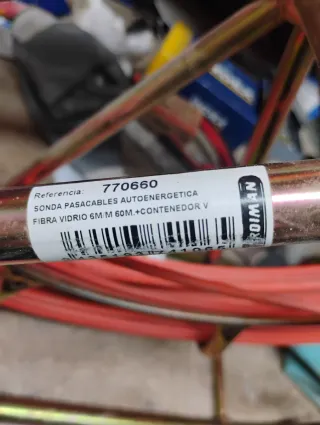 Referencia: 770660
SONDA PASACABLES AUTOENERGETICA
FIBRA VIDRIO 6M/M 60M.+CONTENEDOR V